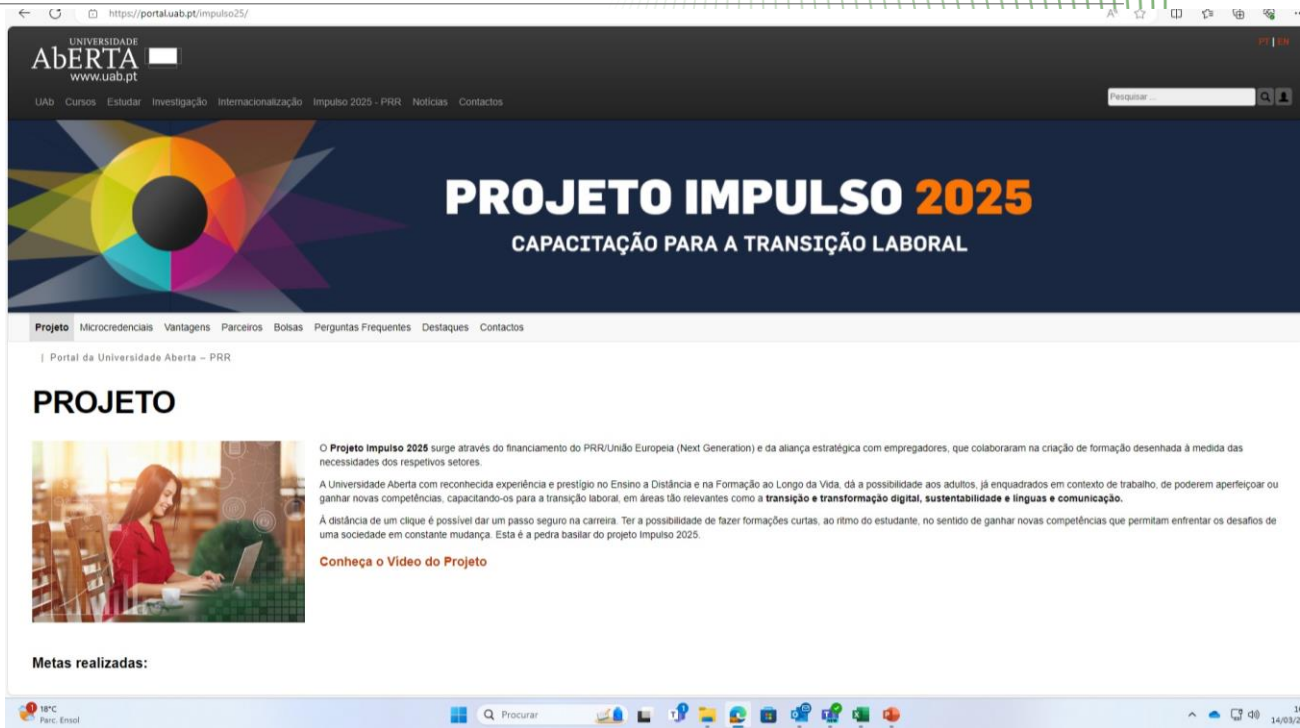 https://portal.uab.pt/impulso25/
PT | EN
UNIVERSIDADE
AbERTA
www.uab.pt
UAb Cursos Estudar Investigação Internacionalização Impulso 2025 - PRR Notícias Contactos
Pesquisar ...
PROJETO IMPULSO 2025
CAPACITAÇÃO PARA A TRANSIÇÃO LABORAL
Projeto Microcredenciais Vantagens Parceiros Bolsas Perguntas Frequentes Destaques Contactos
| Portal da Universidade Aberta – PRR
PROJETO
O Projeto Impulso 2025 surge através do financiamento do PRR/União Europeia (Next Generation) e da aliança estratégica com empregadores, que colaboraram na criação de formação desenhada à medida das
necessidades dos respetivos setores.
A Universidade Aberta com reconhecida experiência e prestígio no Ensino a Distância e na Formação ao Longo da Vida, dá a possibilidade aos adultos, já enquadrados em contexto de trabalho, de poderem aperfeiçoar ou
ganhar novas competências, capacitando-os para a transição laboral, em áreas tão relevantes como a transição e transformação digital, sustentabilidade e línguas e comunicação.
À distância de um clique é possível dar um passo seguro na carreira. Ter a possibilidade de fazer formações curtas, ao ritmo do estudante, no sentido de ganhar novas competências que permitam enfrentar os desafios de
uma sociedade em constante mudança. Esta é a pedra basilar do projeto Impulso 2025.
Conheça o Vídeo do Projeto
Metas realizadas:
18°C
Parc. Ensol
Procurar